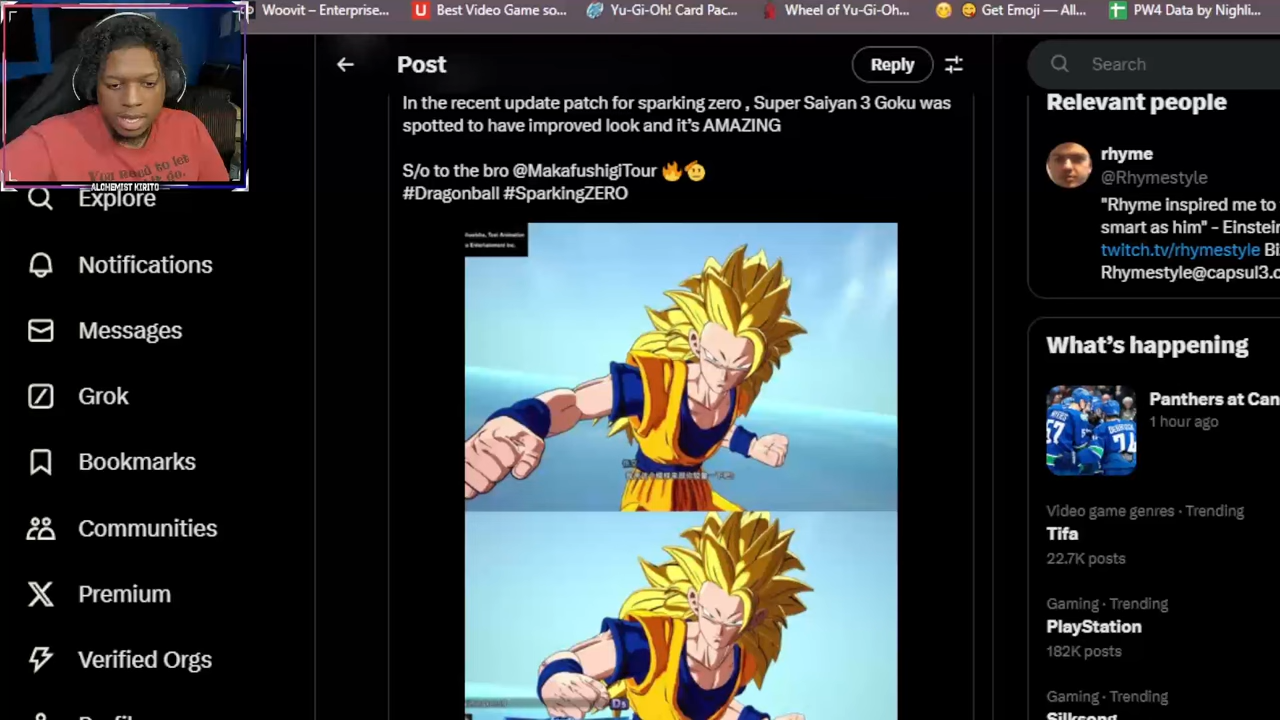 Woovit – Enterprise...
Best Video Game so...
Yu-Gi-Oh! Card Pac...
Wheel of Yu-Gi-Oh...
Get Emoji — All...
PW4 Data by Nighli...
Post
Reply
Search
In the recent update patch for sparking zero , Super Saiyan 3 Goku was
spotted to have improved look and it's AMAZING
S/o to the bro @MakafushigiTour 🔥🫡
#Dragonball #SparkingZERO
Relevant people
rhyme
@Rhymestyle
"Rhyme inspired me to
smart as him" - Einstein
twitch.tv/rhymestyle Bi
Rhymestyle@capsul3.c
What's happening
Panthers at Can
1 hour ago
Video game genres · Trending
Tifa
22.7K posts
Gaming · Trending
PlayStation
182K posts
Gaming · Trending
Silksong
ALCHEMIST KIRITO
Explore
Notifications
Messages
Grok
Bookmarks
Communities
Premium
Verified Orgs